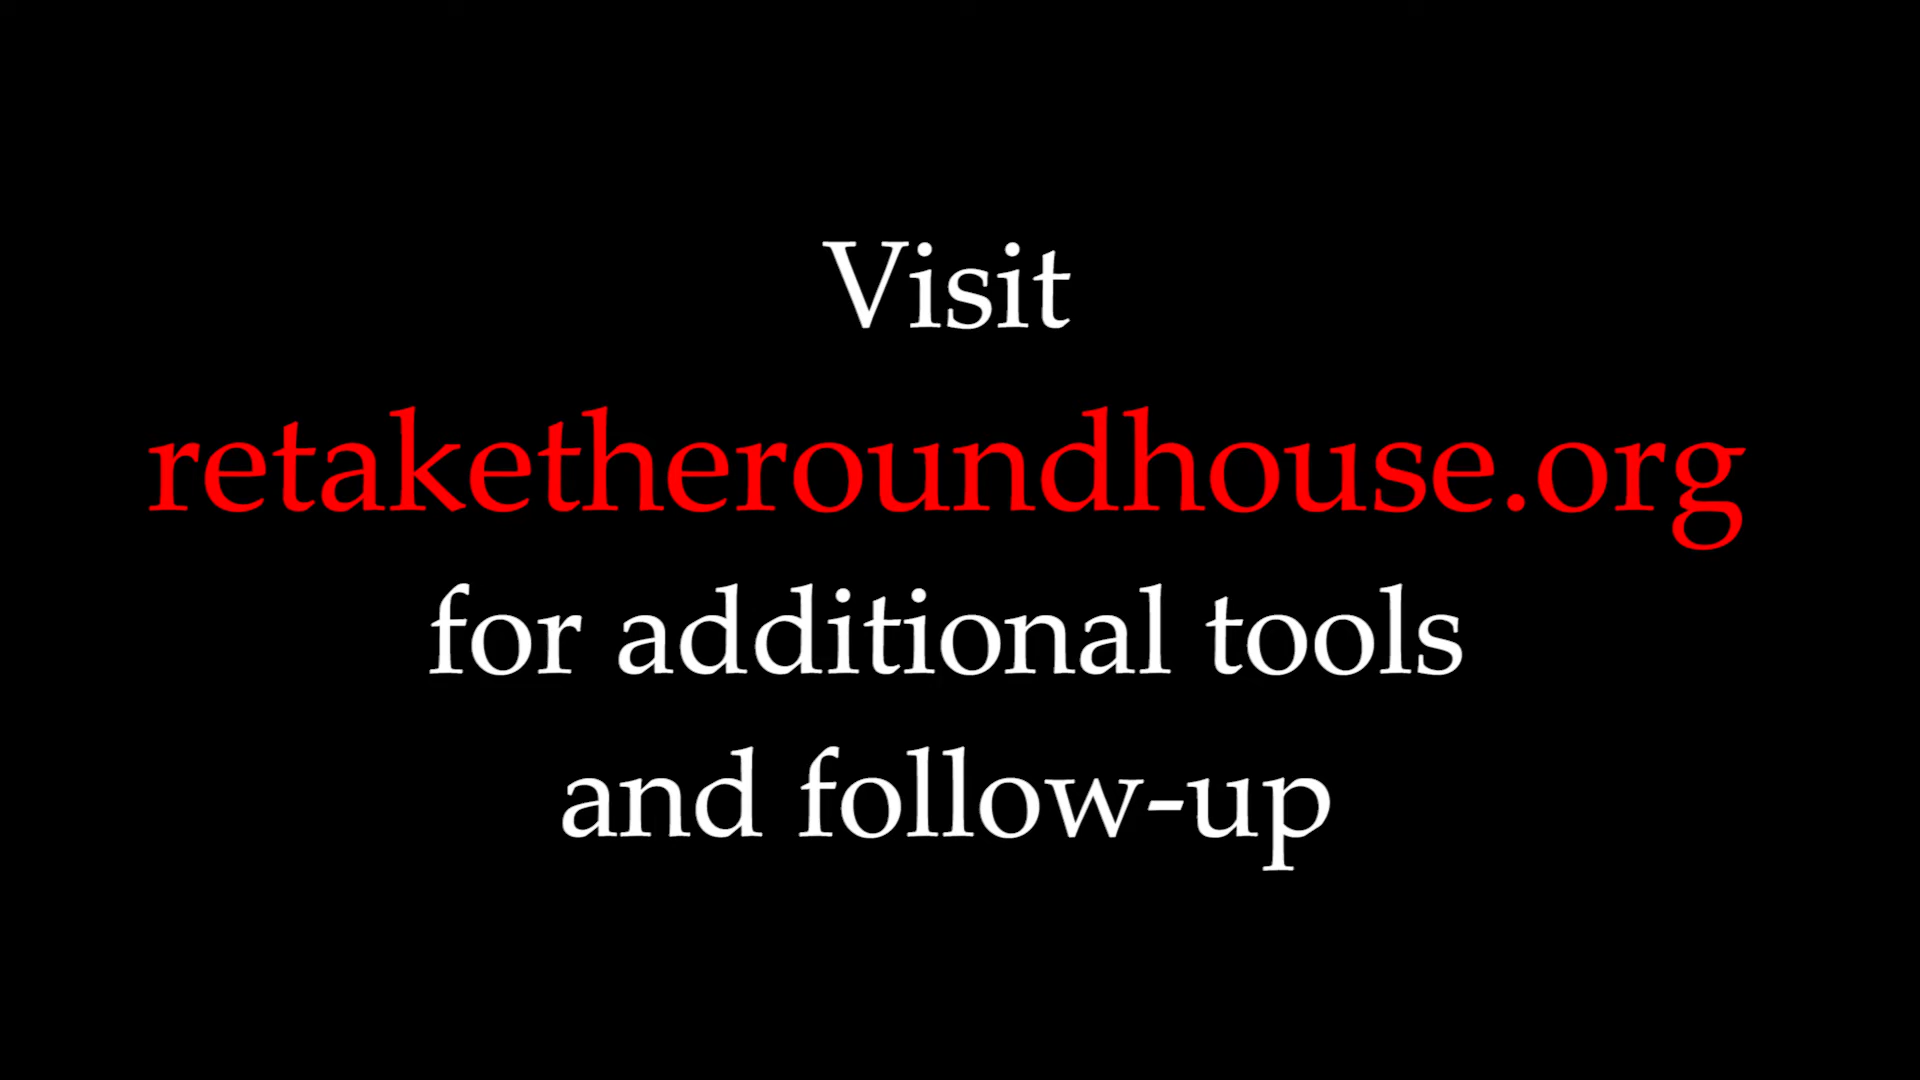 Visit
retaketheroundhouse.org
for additional tools
and follow-up